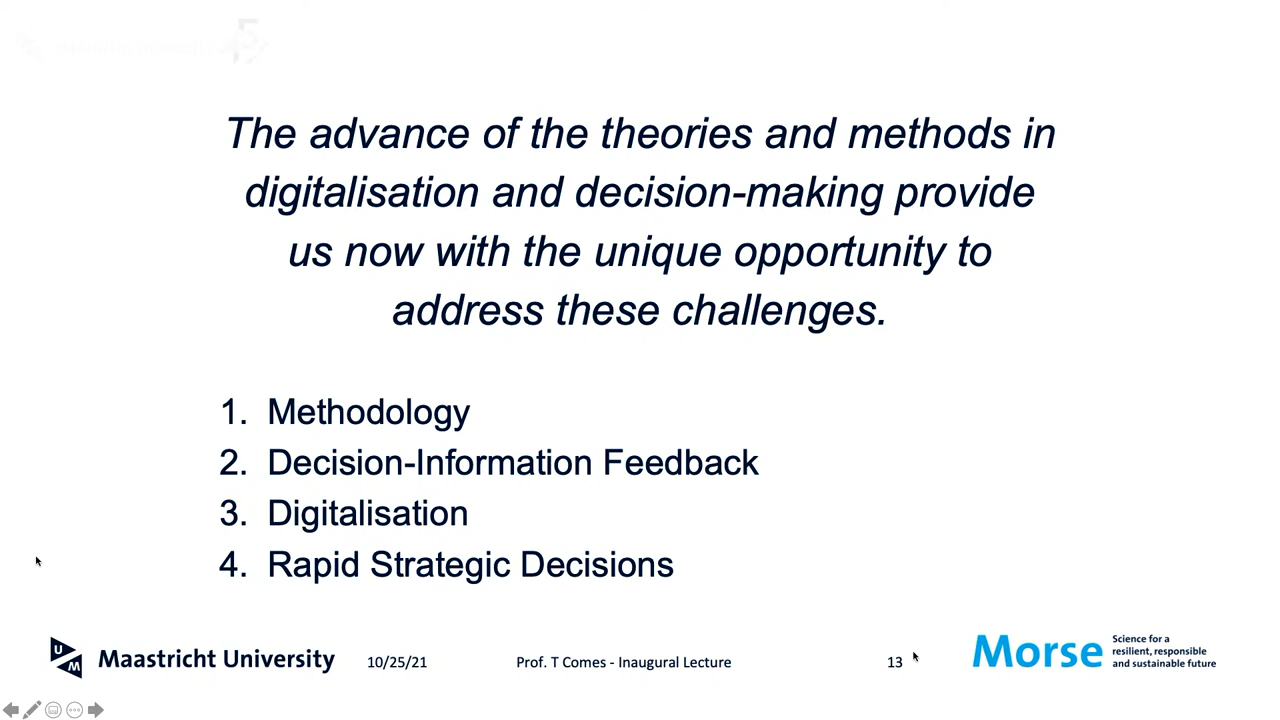 The advance of the theories and methods in
digitalisation and decision-making provide
us now with the unique opportunity to
address these challenges.
1. Methodology
2. Decision-Information Feedback
3. Digitalisation
4. Rapid Strategic Decisions
UM Maastricht University
10/25/21
Prof. T Comes - Inaugural Lecture
13
Morse
Science for a
resilient, responsible
and sustainable future